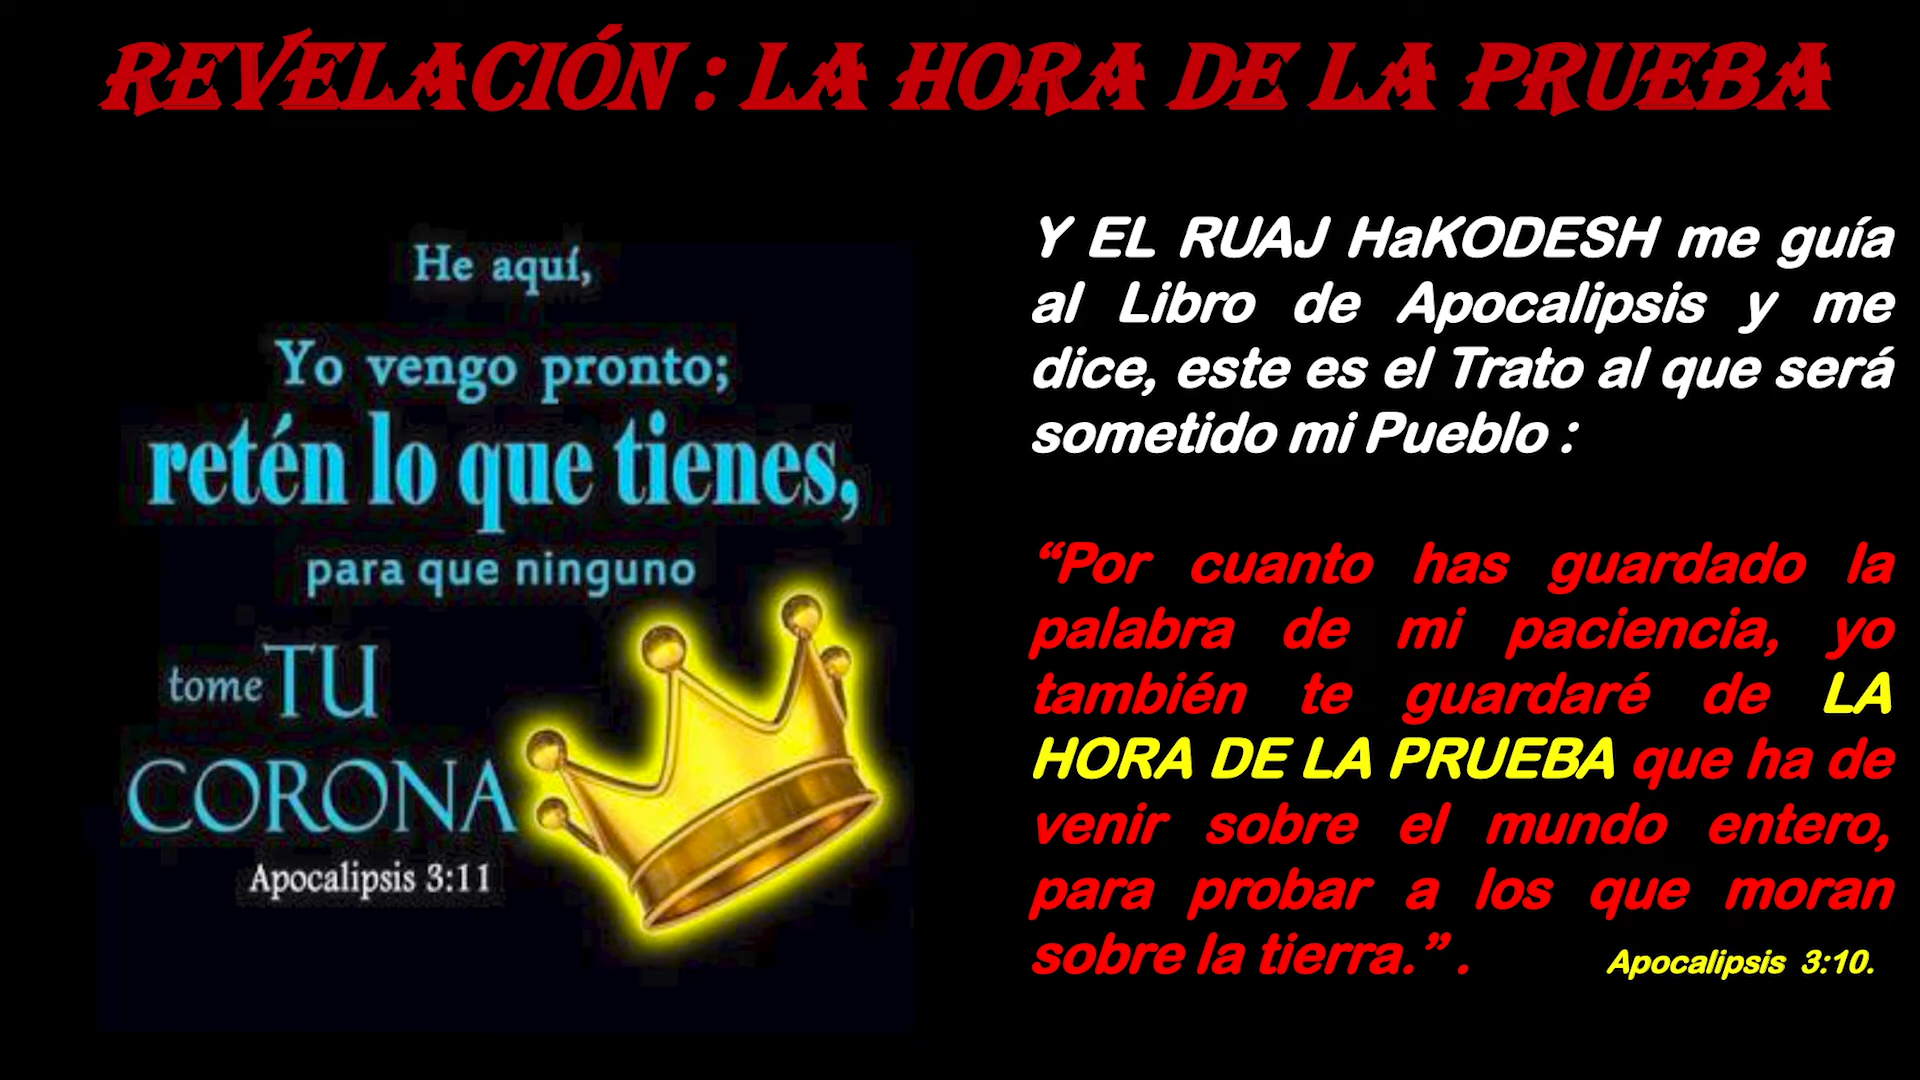 REVELACIÓN : LA HORA DE LA PRUEBA
He aquí,
Yo vengo pronto;
retén lo que tienes,
para que ninguno
tome TU
CORONA
Apocalipsis 3:11
Y EL RUAJ HaKODESH me guía
al Libro de Apocalipsis y me
dice, este es el Trato al que será
sometido mi Pueblo :
“Por cuanto has guardado la
palabra de mi paciencia, yo
también te guardaré de LA
HORA DE LA PRUEBA que ha de
venir sobre el mundo entero,
para probar a los que moran
sobre la tierra.” .
Apocalipsis 3:10.